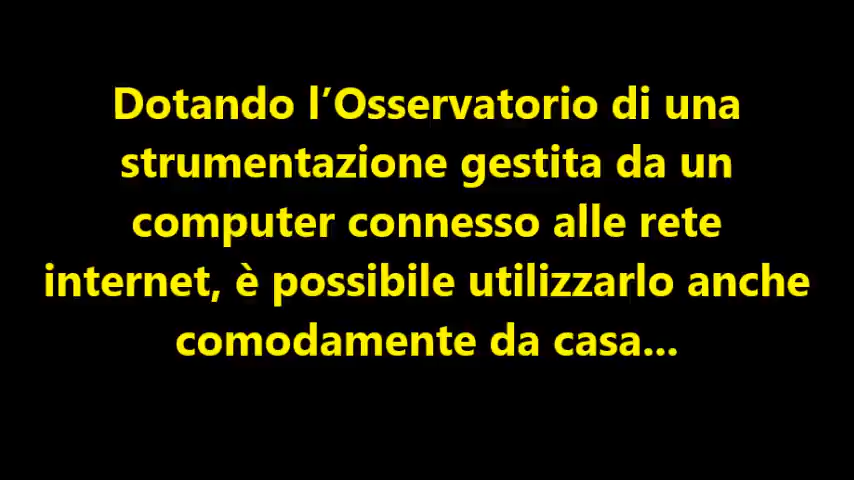 Dotando l’Osservatorio di una
strumentazione gestita da un
computer connesso alle rete
internet, è possibile utilizzarlo anche
comodamente da casa...